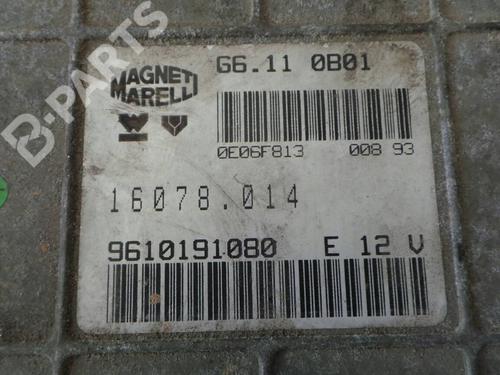 B-PARTS
MAGNETI
MARELLI
G6.11 0B01
0E06F813 008 93
16078.014
9610191080 E 12 V